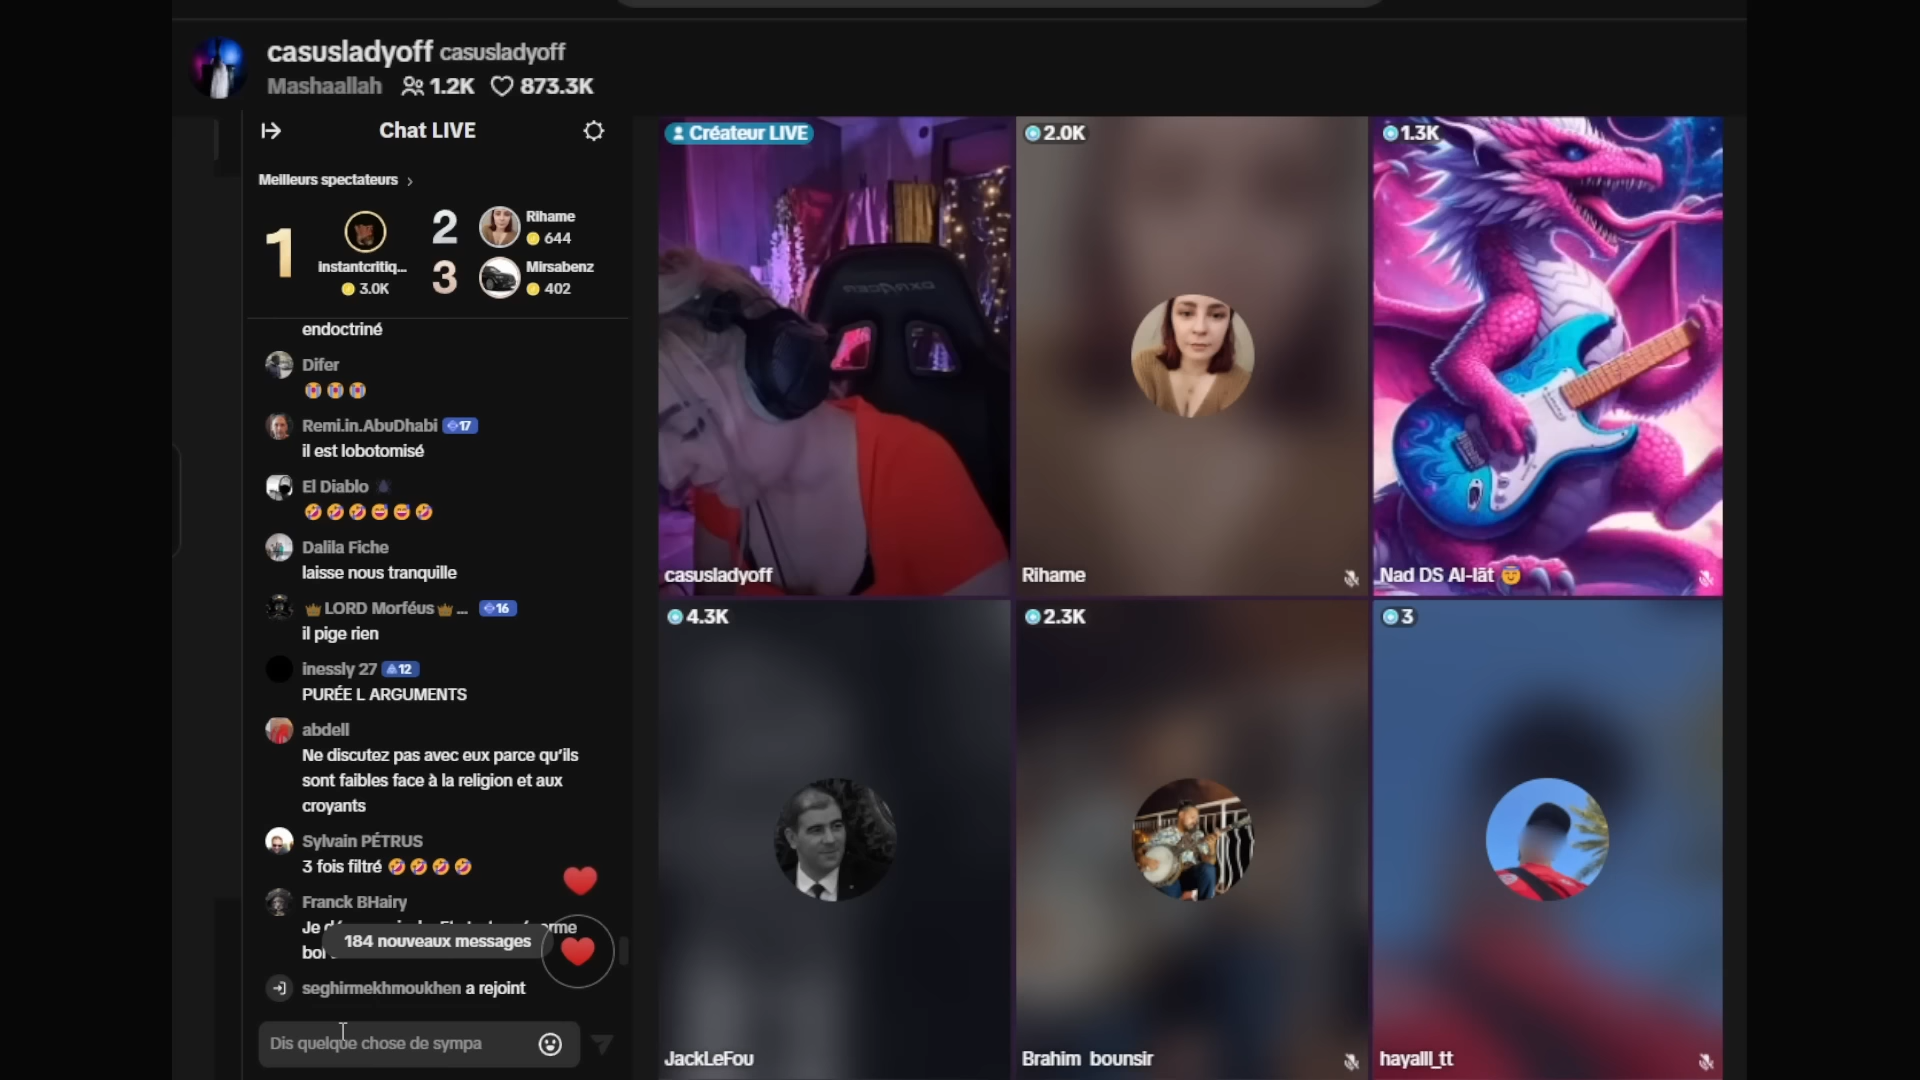 casusladyoff casusladyoff
Mashaallah 1.2K 873.3K
Chat LIVE
Meilleurs spectateurs
1
instantcritiq...
3.0K
2
Rihame
644
3
Mirsabenz
402
endoctriné
Difer
Remi.in.AbuDhabi 17
il est lobotomisé
El Diablo
Dalila Fiche
laisse nous tranquille
LORD Morféus ... 16
il pige rien
inessly 27 12
PURÉE L ARGUMENTS
abdell
Ne discutez pas avec eux parce qu'ils
sont faibles face à la religion et aux
croyants
Sylvain PÉTRUS
3 fois filtré
Franck BHairy
Je
184 nouveaux messages
seghirmekhmoukhen a rejoint
Dis quelque chose de sympa
Créateur LIVE
casusladyoff
2.0K
Rihame
1.3K
Nad DS Al-lāt
4.3K
JackLeFou
2.3K
Brahim bounsir
3
hayalll_tt